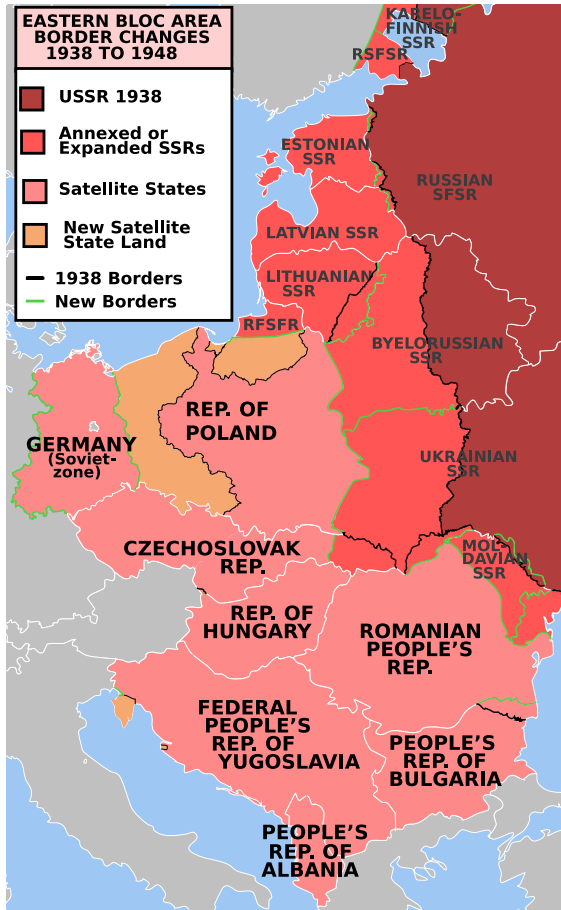 EASTERN BLOC AREA
BORDER CHANGES
1938 TO 1948
USSR 1938
Annexed or
Expanded SSRs
Satellite States
New Satellite
State Land
1938 Borders
New Borders
KARELO-
FINNISH
SSR
RSFSR
ESTONIAN
SSR
RUSSIAN
SFSR
LATVIAN SSR
LITHUANIAN
SSR
RFSFR
BYELORUSSIAN
SSR
REP. OF
POLAND
GERMANY
(Soviet-
zone)
UKRAINIAN
SSR
CZECHOSLOVAK
REP.
MOL-
DAVIAN
SSR
REP. OF
HUNGARY
ROMANIAN
PEOPLE'S
REP.
FEDERAL
PEOPLE'S
REP. OF
YUGOSLAVIA
PEOPLE'S
REP. OF
BULGARIA
PEOPLE'S
REP. OF
ALBANIA